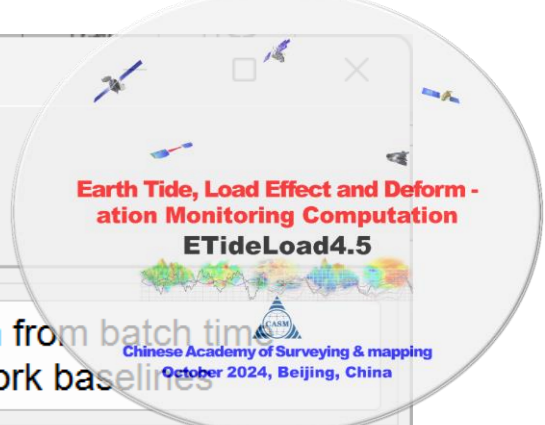 Earth Tide, Load Effect and Deform -
ation Monitoring Computation
ETideLoad4.5
from batch time
CASM
Chinese Academy of Surveying & mapping
ork baselines
October 2024, Beijing, China